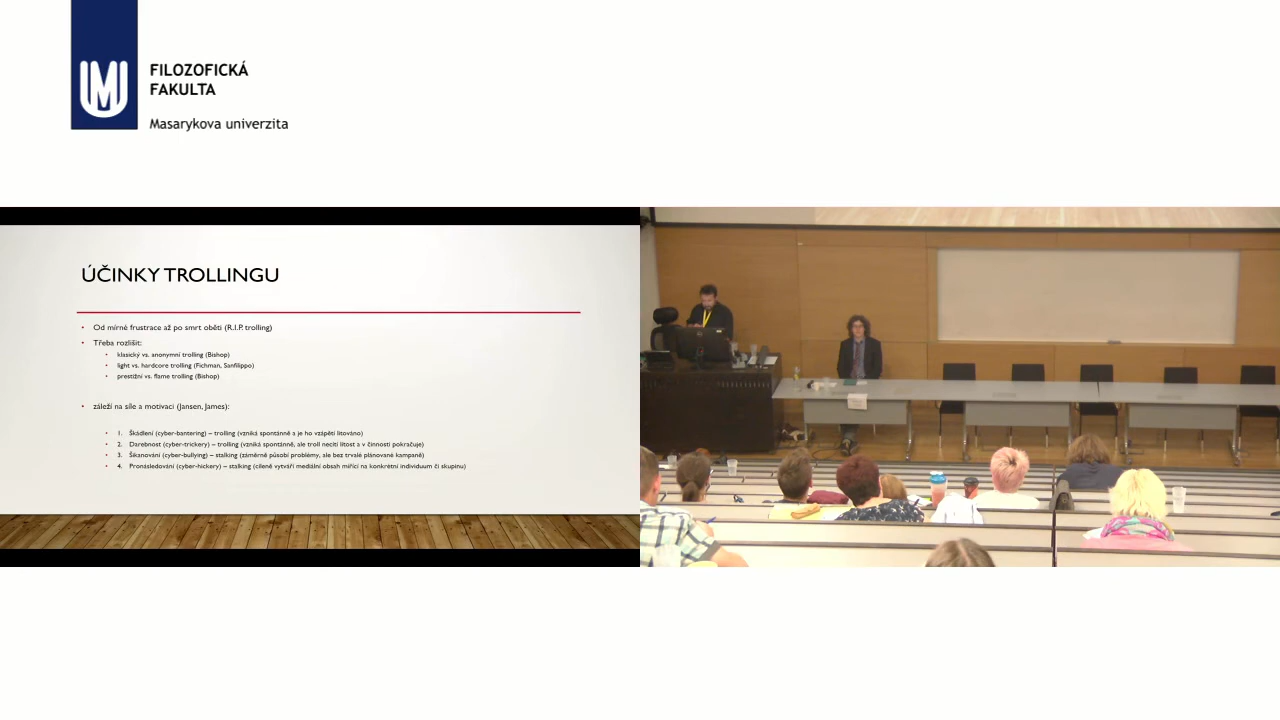 FILOZOFICKÁ
FAKULTA
Masarykova univerzita
ÚČINKY TROLLINGU
• Od mírné frustrace až po smrt oběti (R.I.P. trolling)
• Třeba rozlišit:
• klasický vs. anonymní trolling (Bishop)
• light vs. hardcore trolling (Fichman, Sanfilippo)
• prestižní vs. flame trolling (Bishop)
• záleží na síle a motivaci (Jansen, James):
• 1. Škádlení (cyber-bantering) – trolling (vzniká spontánně a je ho vzápětí litováno)
• 2. Darebnost (cyber-trickery) – trolling (vzniká spontánně, ale troll necítí lítost a v činnosti pokračuje)
• 3. Šikanování (cyber-bullying) – stalking (záměrně působí problémy, ale bez trvalé plánované kampaně)
• 4. Pronásledování (cyber-hickery) – stalking (cíleně vytváří mediální obsah mířící na konkrétní individuum či skupinu)